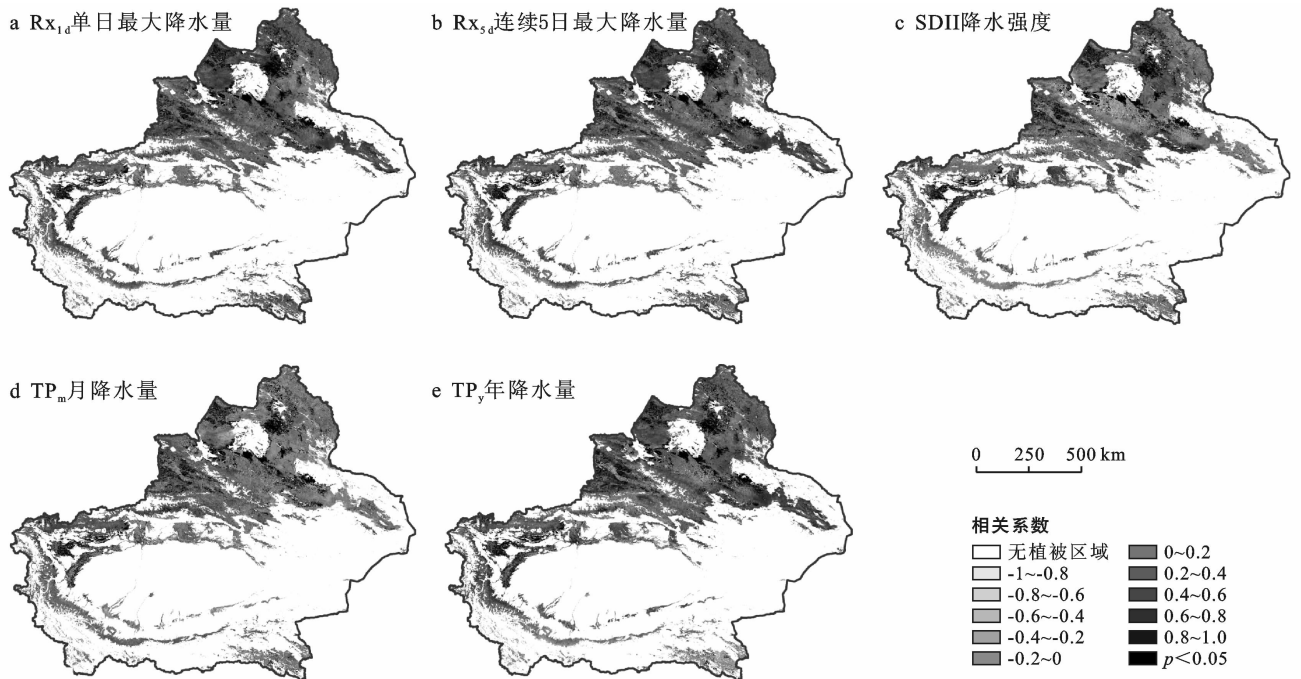 a Rx1d单日最大降水量
b Rx5d连续5日最大降水量
c SDII降水强度
d TPm月降水量
e TPy年降水量
0 250 500 km
相关系数
无植被区域
-1~-0.8
-0.8~-0.6
-0.6~-0.4
-0.4~-0.2
-0.2~0
0~0.2
0.2~0.4
0.4~0.6
0.6~0.8
0.8~1.0
p<0.05